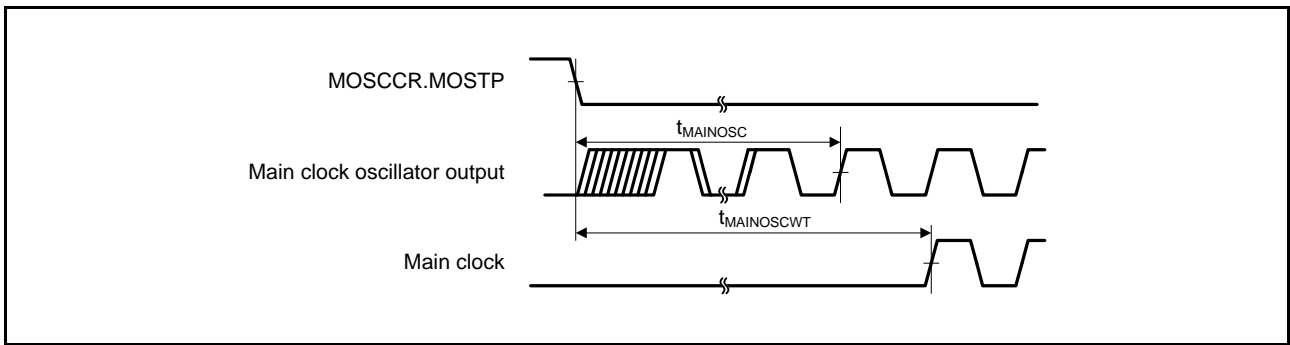 MOSCCR.MOSTP
tMAINOSC
Main clock oscillator output
tMAINOSCWT
Main clock